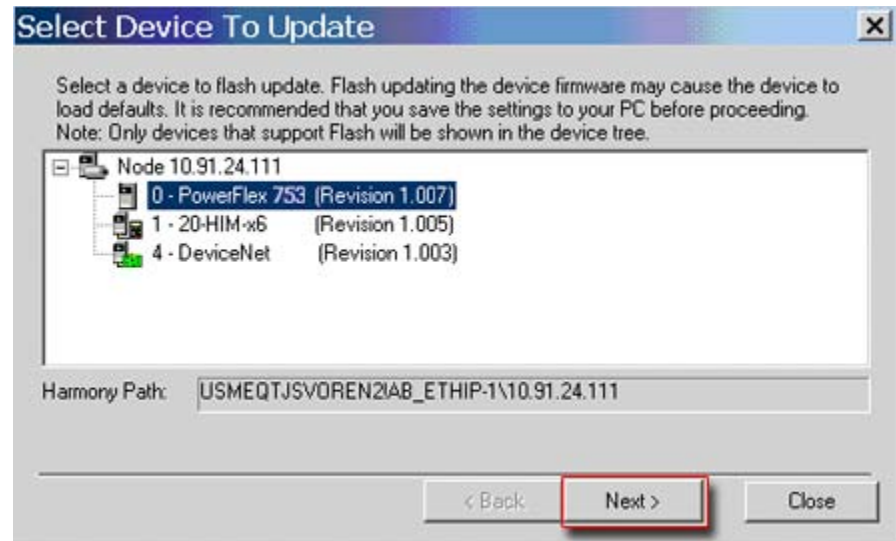 Select Device To Update
Select a device to flash update. Flash updating the device firmware may cause the device to
load defaults. It is recommended that you save the settings to your PC before proceeding.
Note: Only devices that support Flash will be shown in the device tree.
Node 10.91.24.111
0 - PowerFlex 753 (Revision 1.007)
1 - 20-HIM-x6 (Revision 1.005)
4 - DeviceNet (Revision 1.003)
Harmony Path: USMEQTJSVOREN2!AB_ETHIP-1\10.91.24.111
< Back Next > Close